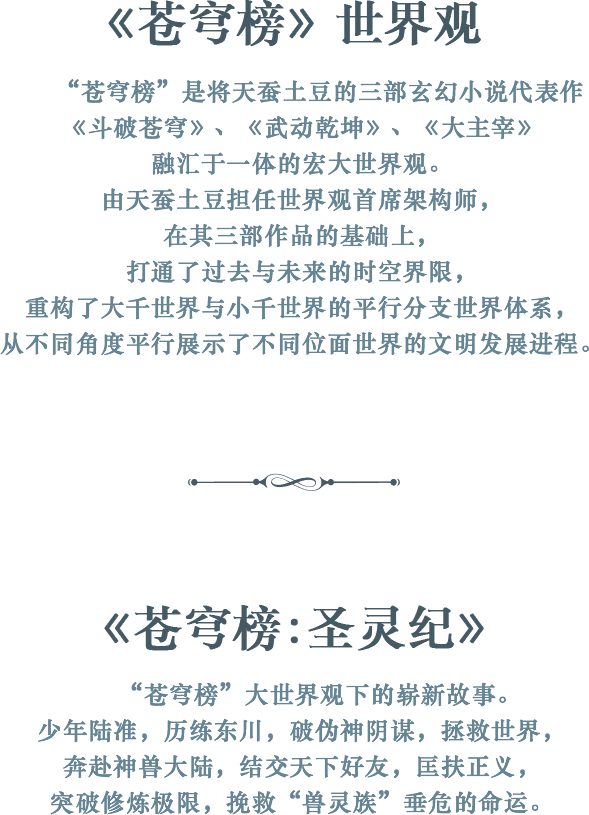 《苍穹榜》世界观
“苍穹榜”是将天蚕土豆的三部玄幻小说代表作
《斗破苍穹》、《武动乾坤》、《大主宰》
融汇于一体的宏大世界观。
由天蚕土豆担任世界观首席架构师，
在其三部作品的基础上，
打通了过去与未来的时空界限，
重构了大千世界与小千世界的平行分支世界体系，
从不同角度平行展示了不同位面世界的文明发展进程。
《苍穹榜:圣灵纪》
“苍穹榜”大世界观下的崭新故事。
少年陆准，历练东川，破伪神阴谋，拯救世界，
奔赴神兽大陆，结交天下好友，匡扶正义，
突破修炼极限，挽救“兽灵族”垂危的命运。